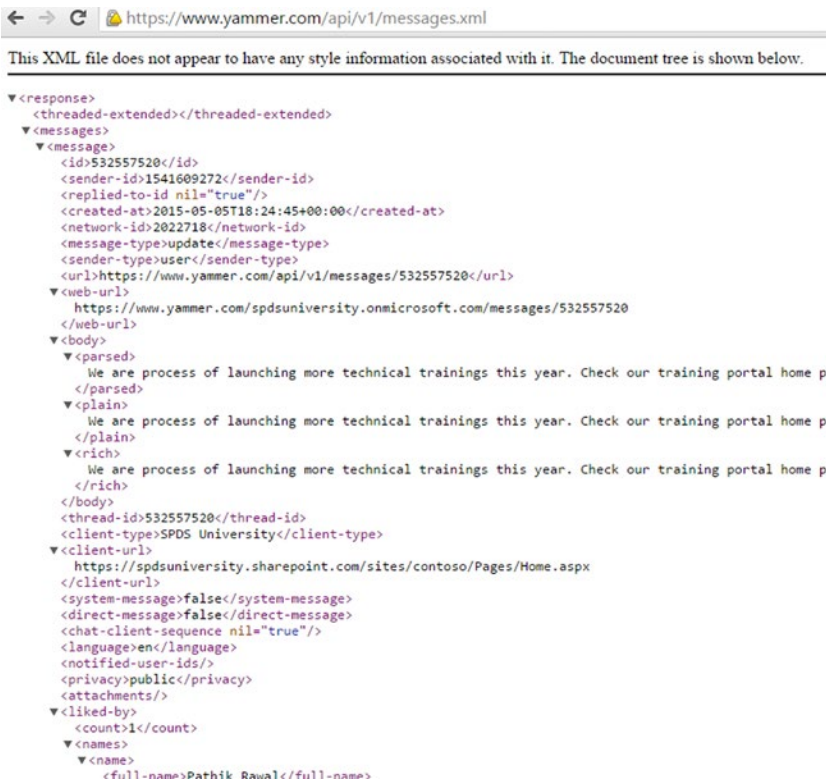 https://www.yammer.com/api/v1/messages.xml
This XML file does not appear to have any style information associated with it. The document tree is shown below.
▼<response>
<threaded-extended></threaded-extended>
▼<messages>
▼<message>
<id>532557520</id>
<sender-id>1541609272</sender-id>
<replied-to-id nil="true"/>
<created-at>2015-05-05T18:24:45+00:00</created-at>
<network-id>2022718</network-id>
<message-type>update</message-type>
<sender-type>user</sender-type>
<url>https://www.yammer.com/api/v1/messages/532557520</url>
▼<web-url>
https://www.yammer.com/spdsuniversity.onmicrosoft.com/messages/532557520
</web-url>
▼<body>
▼<parsed>
We are process of launching more technical trainings this year. Check our training portal home p
</parsed>
▼<plain>
We are process of launching more technical trainings this year. Check our training portal home p
</plain>
▼<rich>
We are process of launching more technical trainings this year. Check our training portal home p
</rich>
</body>
<thread-id>532557520</thread-id>
<client-type>SPDS University</client-type>
▼<client-url>
https://spdsuniversity.sharepoint.com/sites/contoso/Pages/Home.aspx
</client-url>
<system-message>false</system-message>
<direct-message>false</direct-message>
<chat-client-sequence nil="true"/>
<language>en</language>
<notified-user-ids/>
<privacy>public</privacy>
<attachments/>
▼<liked-by>
<count>1</count>
▼<names>
▼<name>
<full-name>Pathik Rawal</full-name>